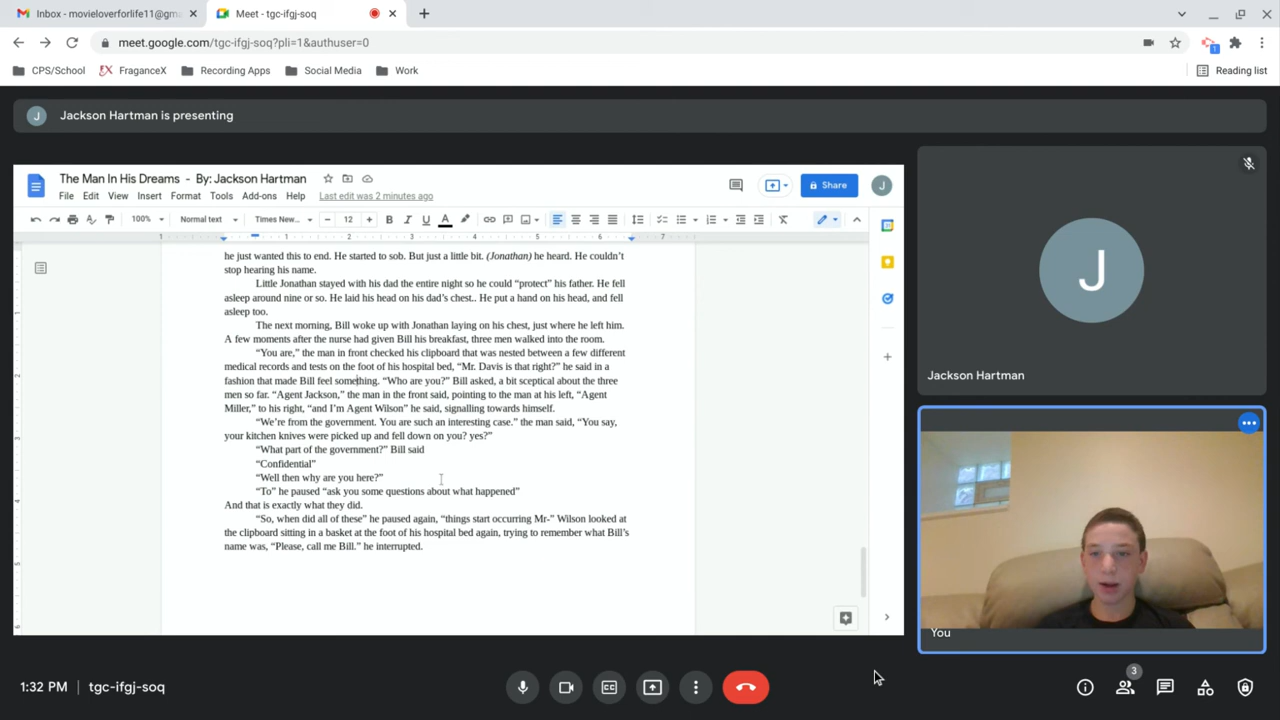 Inbox - movieloverforlife11@gma
Meet - tgc-ifgj-soq
meet.google.com/tgc-ifgj-soq?pli=1&authuser=0
1
CPS/School
FraganceX
Recording Apps
Social Media
Work
Reading list
J
Jackson Hartman is presenting
The Man In His Dreams - By: Jackson Hartman
File Edit View Insert Format Tools Add-ons Help Last edit was 2 minutes ago
Share
J
100%
Normal text
Times New...
12
B I U A
1 1 2 3 4 5 6 7
he just wanted this to end. He started to sob. But just a little bit. (Jonathan) he heard. He couldn't
stop hearing his name.
Little Jonathan stayed with his dad the entire night so he could “protect” his father. He fell
asleep around nine or so. He laid his head on his dad's chest.. He put a hand on his head, and fell
asleep too.
The next morning, Bill woke up with Jonathan laying on his chest, just where he left him.
A few moments after the nurse had given Bill his breakfast, three men walked into the room.
“You are,” the man in front checked his clipboard that was nested between a few different
medical records and tests on the foot of his hospital bed, “Mr. Davis is that right?” he said in a
fashion that made Bill feel something. “Who are you?” Bill asked, a bit sceptical about the three
men so far. “Agent Jackson,” the man in the front said, pointing to the man at his left, “Agent
Miller,” to his right, “and I'm Agent Wilson” he said, signalling towards himself.
“We're from the government. You are such an interesting case.” the man said, “You say,
your kitchen knives were picked up and fell down on you? yes?”
“What part of the government?” Bill said
“Confidential”
“Well then why are you here?”
“To” he paused “ask you some questions about what happened”
And that is exactly what they did.
“So, when did all of these” he paused again, “things start occurring Mr-” Wilson looked at
the clipboard sitting in a basket at the foot of his hospital bed again, trying to remember what Bill's
name was, “Please, call me Bill.” he interrupted.
J
Jackson Hartman
You
1:32 PM
tgc-ifgj-soq
CC
3